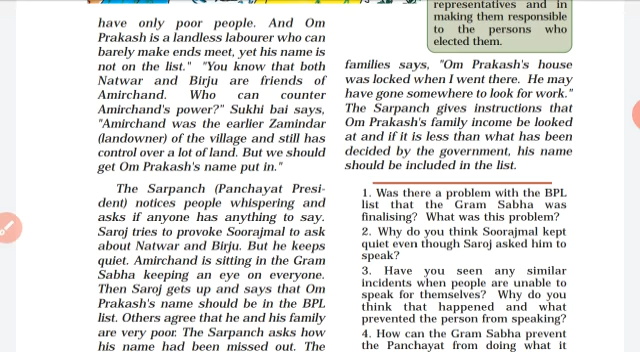 have only poor people. And Om
Prakash is a landless labourer who can
barely make ends meet, yet his name is
not on the list." "You know that both
Natwar and Birju are friends of
Amirchand. Who can counter
Amirchand's power?" Sukhi bai says,
"Amirchand was the earlier Zamindar
(landowner) of the village and still has
control over a lot of land. But we should
get Om Prakash's name put in."
The Sarpanch (Panchayat Presi-
dent) notices people whispering and
asks if anyone has anything to say.
Saroj tries to provoke Soorajmal to ask
about Natwar and Birju. But he keeps
quiet. Amirchand is sitting in the Gram
Sabha keeping an eye on everyone.
Then Saroj gets up and says that Om
Prakash's name should be in the BPL
list. Others agree that he and his family
are very poor. The Sarpanch asks how
his name had been missed out. The
representatives and in
making them responsible
to the persons who
elected them.
families says, "Om Prakash's house
was locked when I went there. He may
have gone somewhere to look for work."
The Sarpanch gives instructions that
Om Prakash's family income be looked
at and if it is less than what has been
decided by the government, his name
should be included in the list.
1. Was there a problem with the BPL
list that the Gram Sabha was
finalising? What was this problem?
2. Why do you think Soorajmal kept
quiet even though Saroj asked him to
speak?
3. Have you seen any similar
incidents when people are unable to
speak for themselves? Why do you
think that happened and what
prevented the person from speaking?
4. How can the Gram Sabha prevent
the Panchayat from doing what it